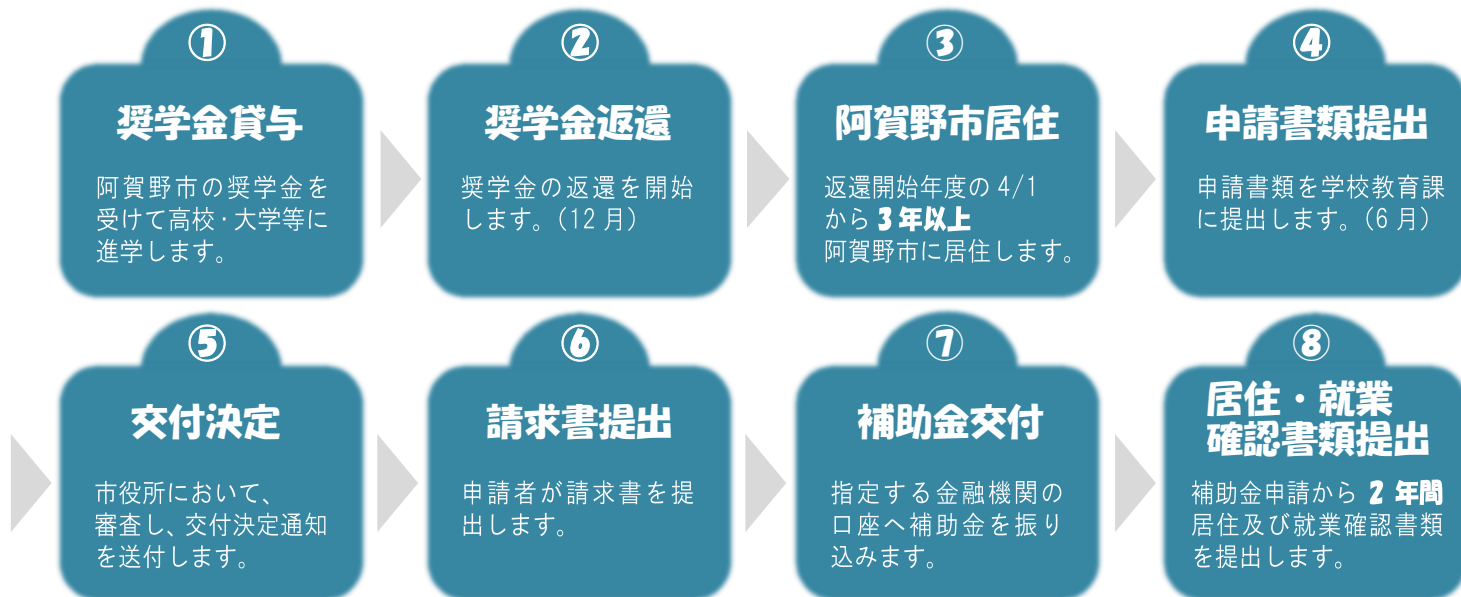 ①
奨学金貸与
阿賀野市の奨学金を
受けて高校・大学等に
進学します。
②
奨学金返還
奨学金の返還を開始
します。（12月）
③
阿賀野市居住
返還開始年度の 4/1
から 3年以上
阿賀野市に居住します。
④
申請書類提出
申請書類を学校教育課
に提出します。（6月）
⑤
交付決定
市役所において、
審査し、交付決定通知
を送付します。
⑥
請求書提出
申請者が請求書を提
出します。
⑦
補助金交付
指定する金融機関の
口座へ補助金を振り
込みます。
⑧
居住・就業
確認書類提出
補助金申請から 2 年間
居住及び就業確認書類
を提出します。